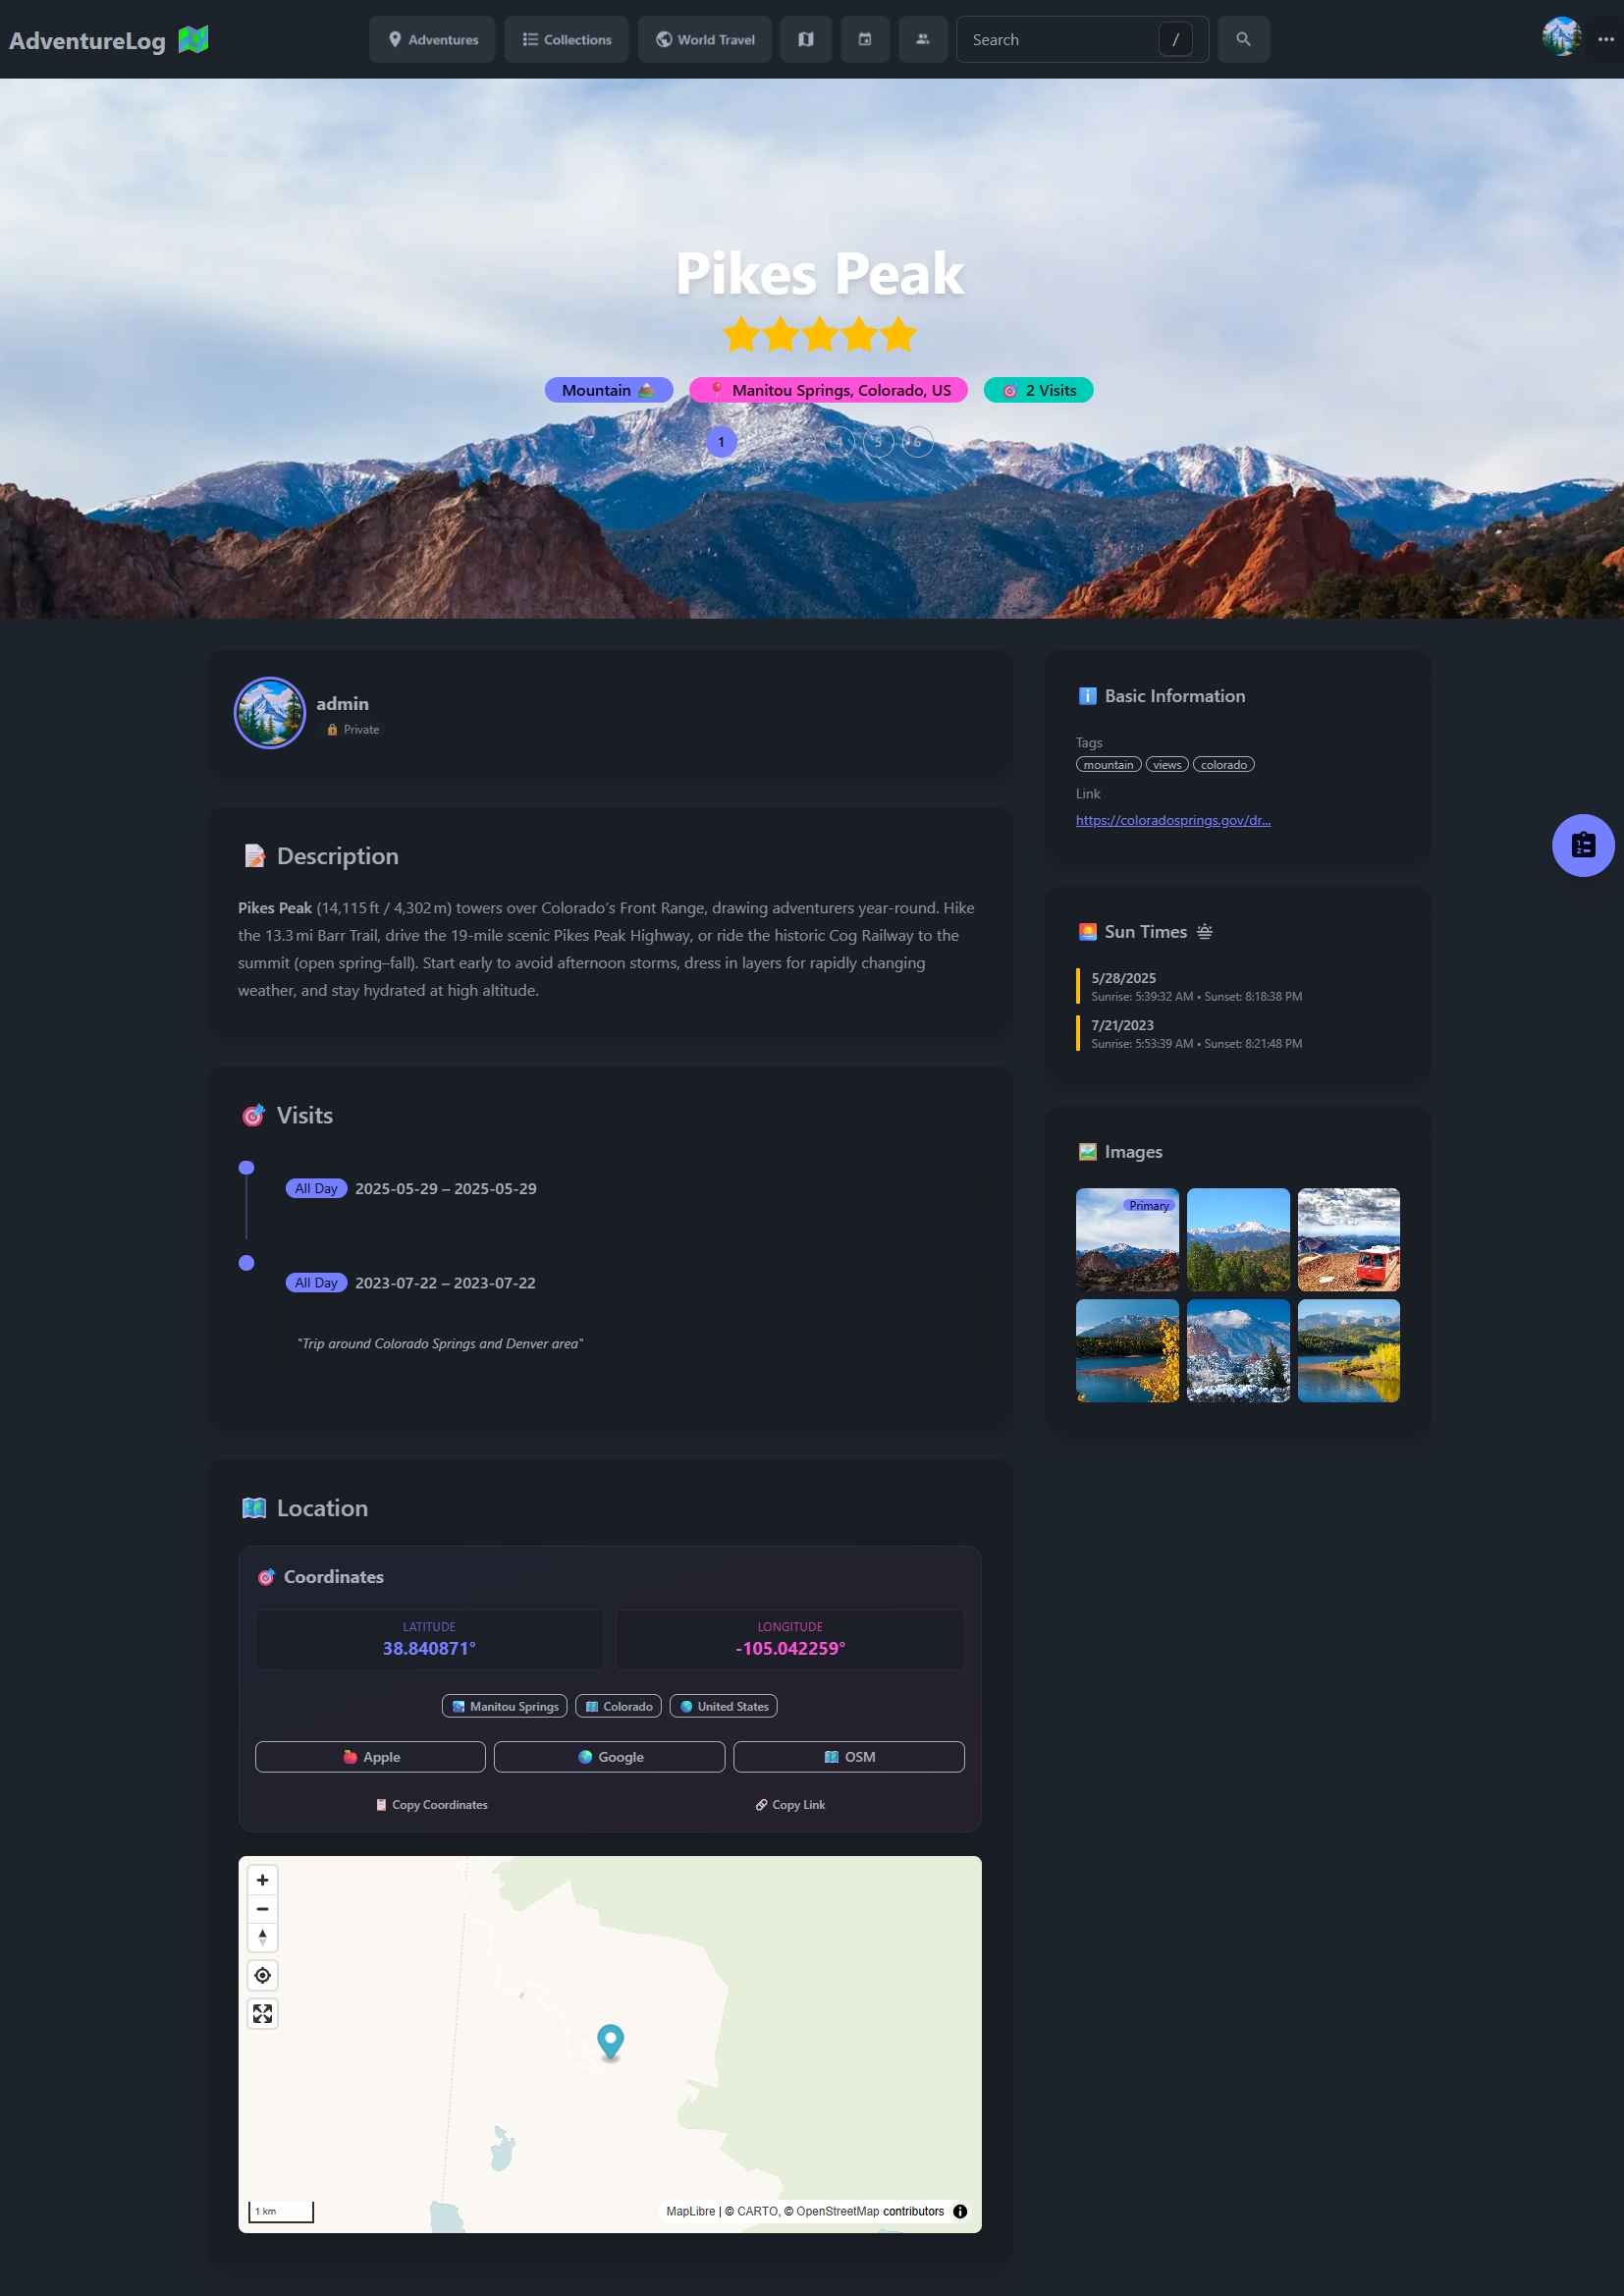 AdventureLog
Adventures
Collections
World Travel
Search
/
Pikes Peak
Mountain
Manitou Springs, Colorado, US
2 Visits
1
4
5
6
admin
Private
Description
Pikes Peak (14,115 ft / 4,302 m) towers over Colorado’s Front Range, drawing adventurers year-round. Hike
the 13.3 mi Barr Trail, drive the 19-mile scenic Pikes Peak Highway, or ride the historic Cog Railway to the
summit (open spring–fall). Start early to avoid afternoon storms, dress in layers for rapidly changing
weather, and stay hydrated at high altitude.
Visits
All Day 2025-05-29 – 2025-05-29
All Day 2023-07-22 – 2023-07-22
"Trip around Colorado Springs and Denver area"
Location
Coordinates
LATITUDE
38.840871°
LONGITUDE
-105.042259°
Manitou Springs
Colorado
United States
Apple
Google
OSM
Copy Coordinates
Copy Link
1 km
MapLibre | © CARTO, © OpenStreetMap contributors
Basic Information
Tags
mountain
views
colorado
Link
https://coloradosprings.gov/dr...
Sun Times
5/28/2025
Sunrise: 5:39:32 AM • Sunset: 8:18:38 PM
7/21/2023
Sunrise: 5:53:39 AM • Sunset: 8:21:48 PM
Images
Primary